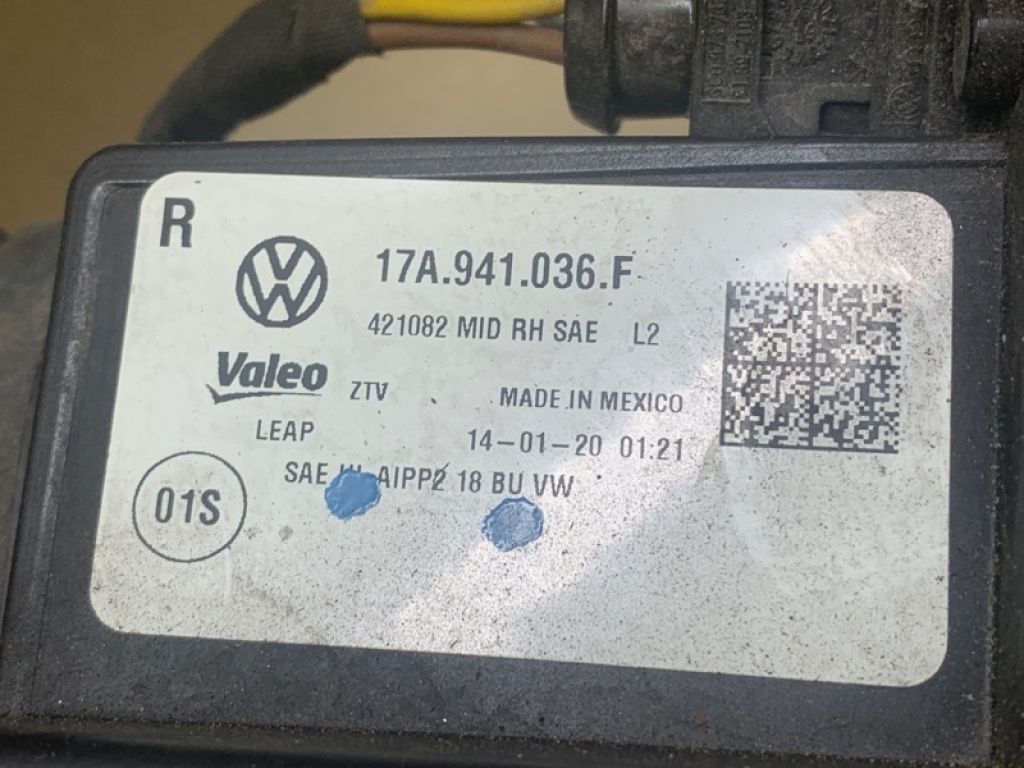 R
17A.941.036.F
421082 MID RH SAE L2
Valeo ZTV MADE IN MEXICO
LEAP 14-01-20 01:21
SAE AIPP2 18 BU VW
01S